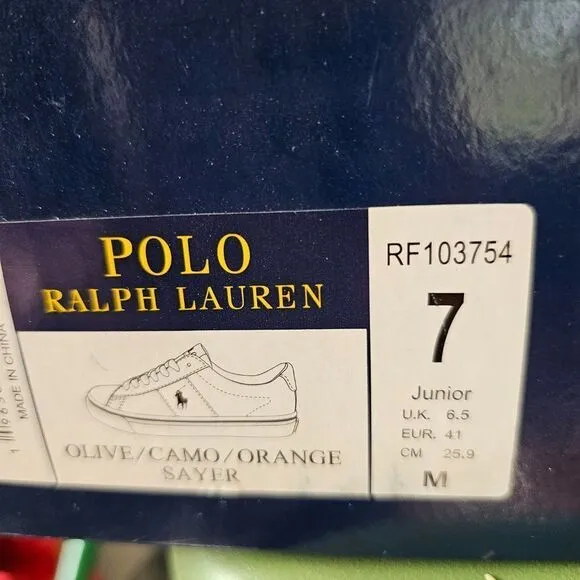 POLO
RALPH LAUREN
OLIVE/CAMO/ORANGE
SAYER
RF103754
7
Junior
U.K. 6.5
EUR. 41
CM 25.9
M
MADE IN CHINA